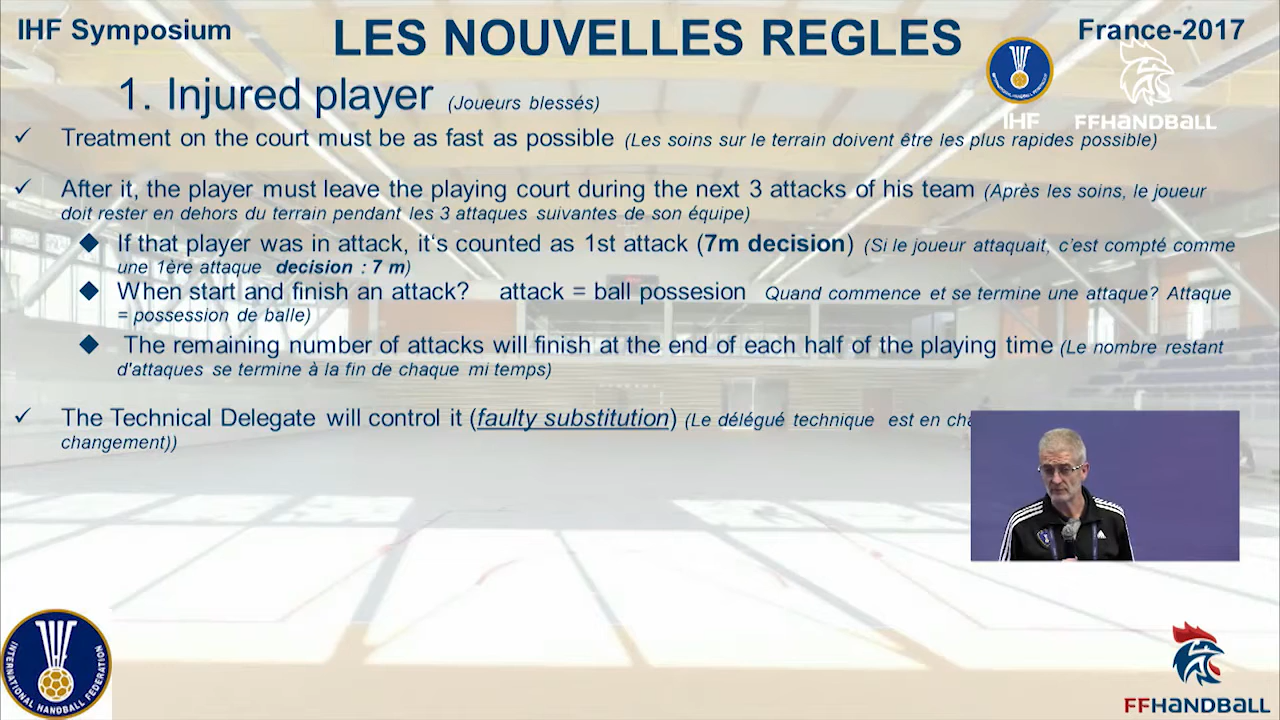 IHF Symposium
LES NOUVELLES REGLES
France-2017
IHF
FFHANDBALL
1. Injured player (Joueurs blessés)
✓ Treatment on the court must be as fast as possible (Les soins sur le terrain doivent être les plus rapides possible)
✓ After it, the player must leave the playing court during the next 3 attacks of his team (Après les soins, le joueur
doit rester en dehors du terrain pendant les 3 attaques suivantes de son équipe)
◆ If that player was in attack, it's counted as 1st attack (7m decision) (Si le joueur attaquait, c'est compté comme
une 1ère attaque decision : 7 m)
◆ When start and finish an attack? attack = ball possesion Quand commence et se termine une attaque? Attaque
= possession de balle)
◆ The remaining number of attacks will finish at the end of each half of the playing time (Le nombre restant
d'attaques se termine à la fin de chaque mi temps)
✓ The Technical Delegate will control it (faulty substitution) (Le délégué technique est en
changement))
INTERNATIONAL HANDBALL FEDERATION
FFHANDBALL